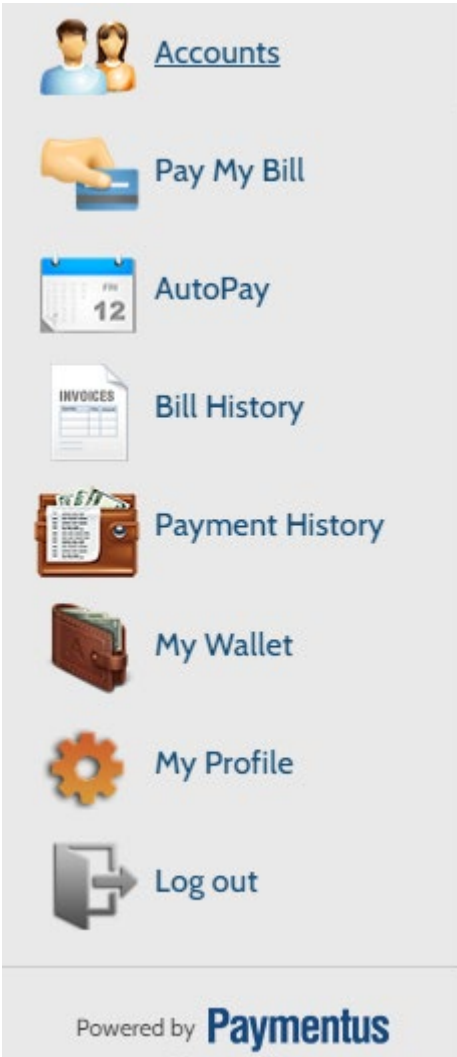 Accounts
Pay My Bill
AutoPay
FRI
12
Bill History
INVOICES
Payment History
My Wallet
My Profile
Log out
Powered by Paymentus